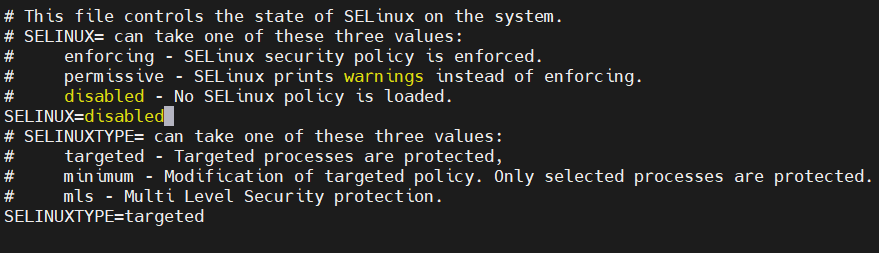 # This file controls the state of SELinux on the system.
# SELINUX= can take one of these three values:
#     enforcing - SELinux security policy is enforced.
#     permissive - SELinux prints warnings instead of enforcing.
#     disabled - No SELinux policy is loaded.
SELINUX=disabled
# SELINUXTYPE= can take one of these three values:
#     targeted - Targeted processes are protected,
#     minimum - Modification of targeted policy. Only selected processes are protected.
#     mls - Multi Level Security protection.
SELINUXTYPE=targeted